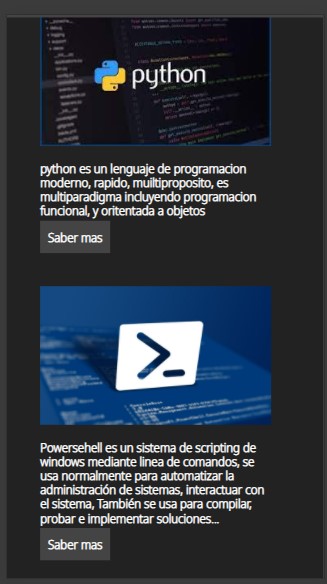 python
python es un lenguaje de programacion
moderno, rapido, muiltiproposito, es
multiparadigma incluyendo programacion
funcional, y oritentada a objetos
Saber mas
Powersehell es un sistema de scripting de
windows mediante linea de comandos, se
usa normalmente para automatizar la
administración de sistemas, interactuar con
el sistema, También se usa para compilar,
probar e implementar soluciones...
Saber mas